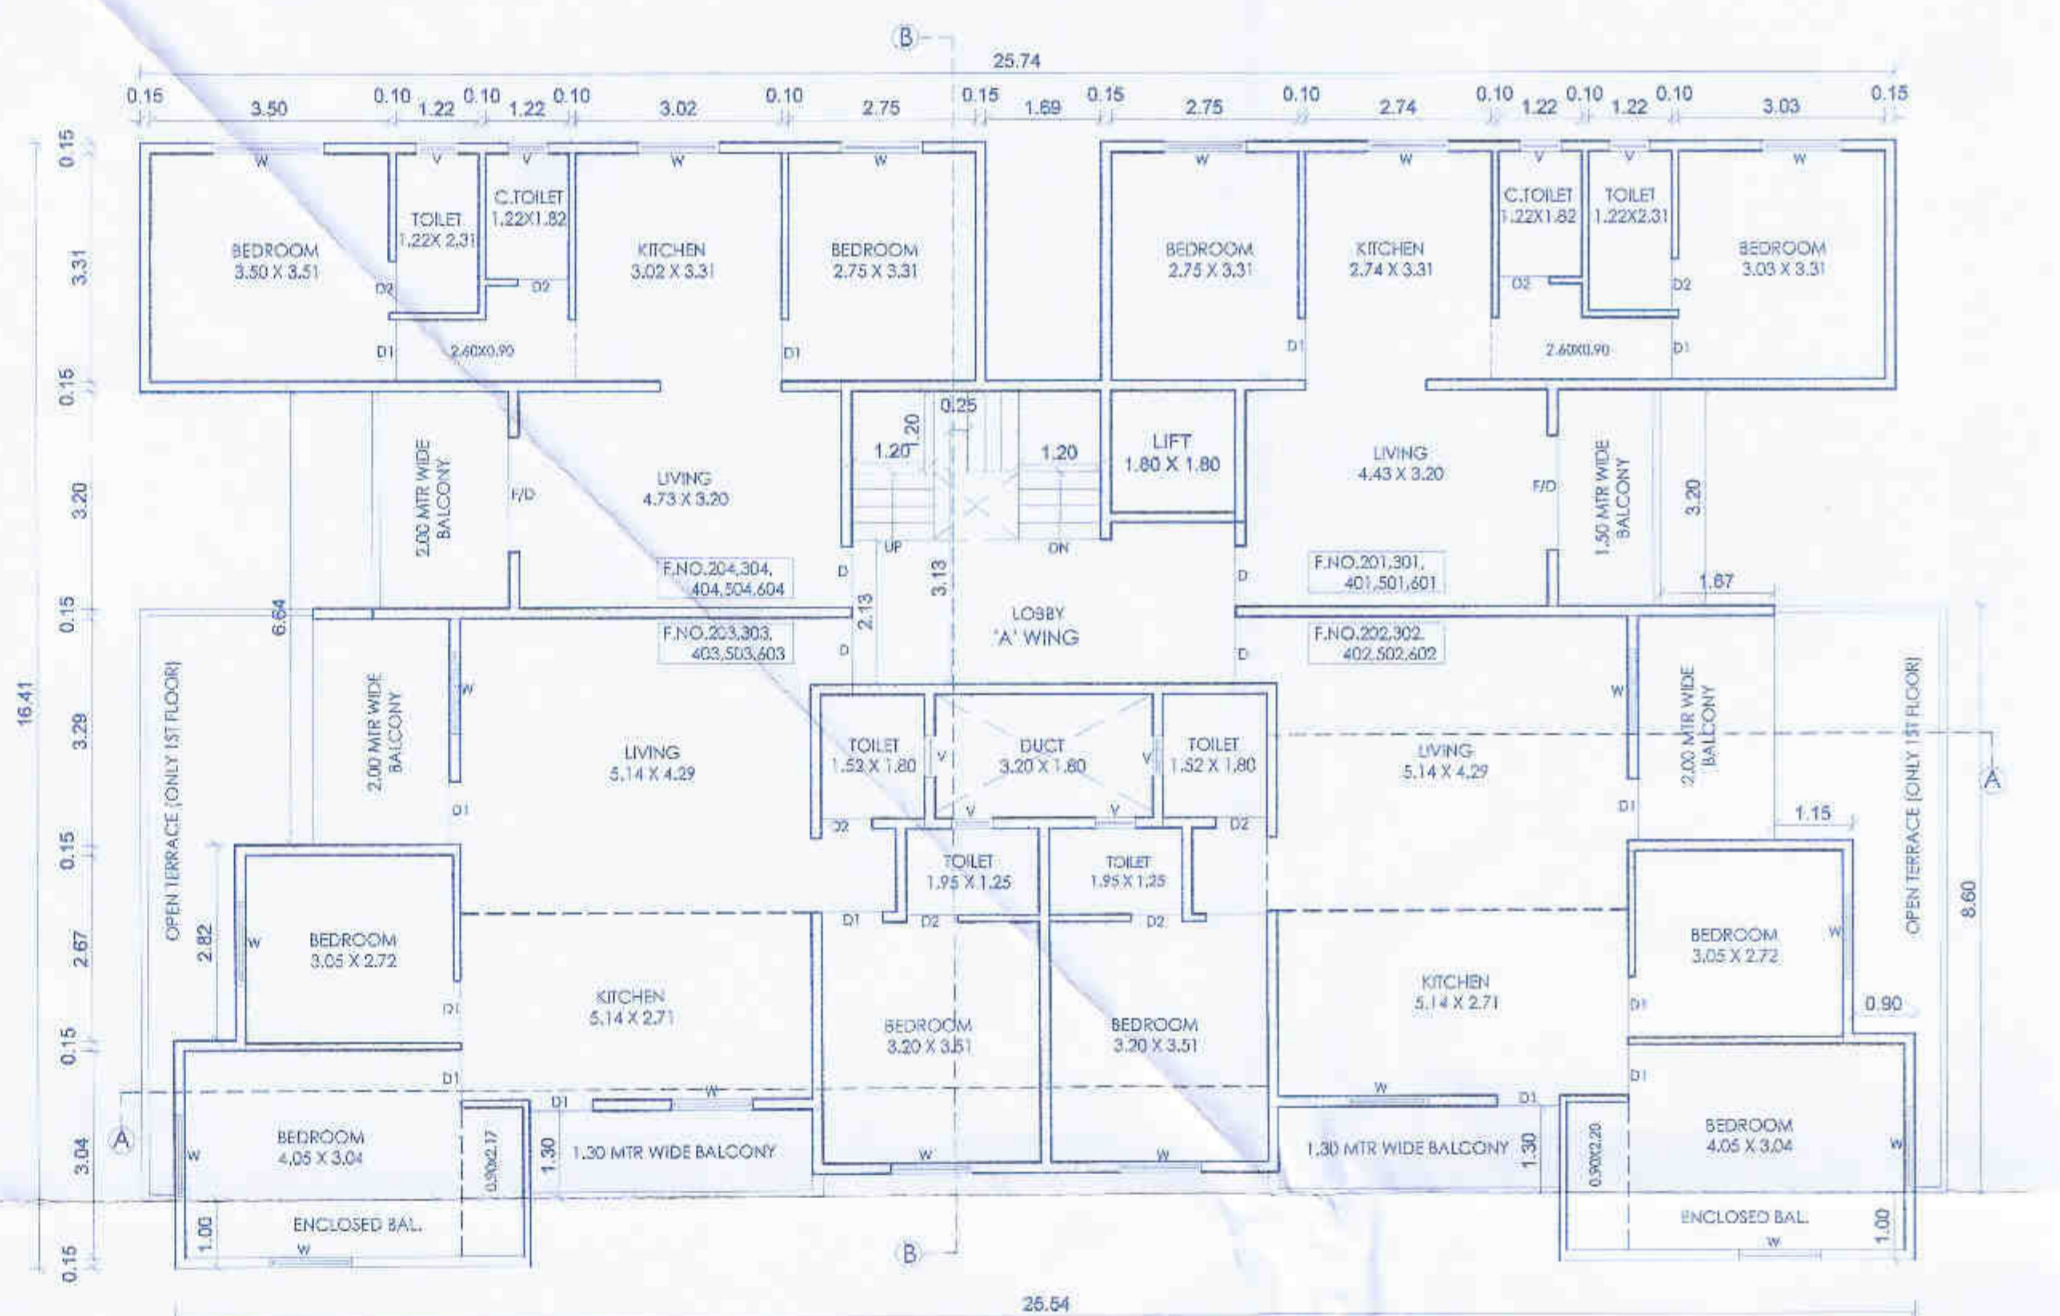 B
25.74
0.15 3.50 0.10 1.22 0.10 1.22 0.10 3.02 0.10 2.75 0.15 1.69 0.15 2.75 0.10 2.74 0.10 1.22 0.10 1.22 0.10 3.03 0.15
0.15
W V V W W W W V V W
C.TOILET
1.22X1.82
TOILET
1.22X 2.31
BEDROOM
3.50 X 3.51
KITCHEN
3.02 X 3.31
BEDROOM
2.75 X 3.31
BEDROOM
2.75 X 3.31
KITCHEN
2.74 X 3.31
C.TOILET
1.22X1.82
TOILET
1.22X2.31
BEDROOM
3.03 X 3.31
3.31
D2 D2 D2 D2
D1 2.60X0.90 D1 D1 2.60X0.90 D1
0.15
0.25
1.20
1.20 1.20
2.00 MTR WIDE
BALCONY
F/D
LIVING
4.73 X 3.20
LIFT
1.80 X 1.80
LIVING
4.43 X 3.20
F/D
1.50 MTR WIDE
BALCONY
3.20
3.20
UP DN
F.NO.204,304,
404,504,604
D
3.13
D
F.NO.201,301,
401,501,601
1.67
0.15
6.64
2.13
LOBBY
'A' WING
F.NO.203,303,
403,503,603
D
D
F.NO.202,302
402,502,602
16.41
OPEN TERRACE (ONLY 1ST FLOOR)
3.29
2.00 MTR WIDE
BALCONY
W
LIVING
5.14 X 4.29
TOILET
1.52 X 1.80
V
DUCT
3.20 X 1.80
V
TOILET
1.52 X 1.80
LIVING
5.14 X 4.29
W
2.00 MTR WIDE
BALCONY
OPEN TERRACE (ONLY 1ST FLOOR)
A
D1 V V D1
1.15
D2 D2
0.15
TOILET
1.95 X 1.25
TOILET
1.95 X 1.25
8.60
D1 D2 D2
2.82
2.67
W
BEDROOM
3.05 X 2.72
BEDROOM
3.05 X 2.72
W
D1
KITCHEN
5.14 X 2.71
BEDROOM
3.20 X 3.51
BEDROOM
3.20 X 3.51
KITCHEN
5.14 X 2.71
D1
0.90
0.15
D1 D1
W W
D1 D1
A
3.04
W
BEDROOM
4.05 X 3.04
0.90x2.17
1.30
1.30 MTR WIDE BALCONY
W W
1.30 MTR WIDE BALCONY
1.30
0.90X2.20
BEDROOM
4.05 X 3.04
W
1.00
ENCLOSED BAL.
W
ENCLOSED BAL.
W
1.00
0.15
B
25.54